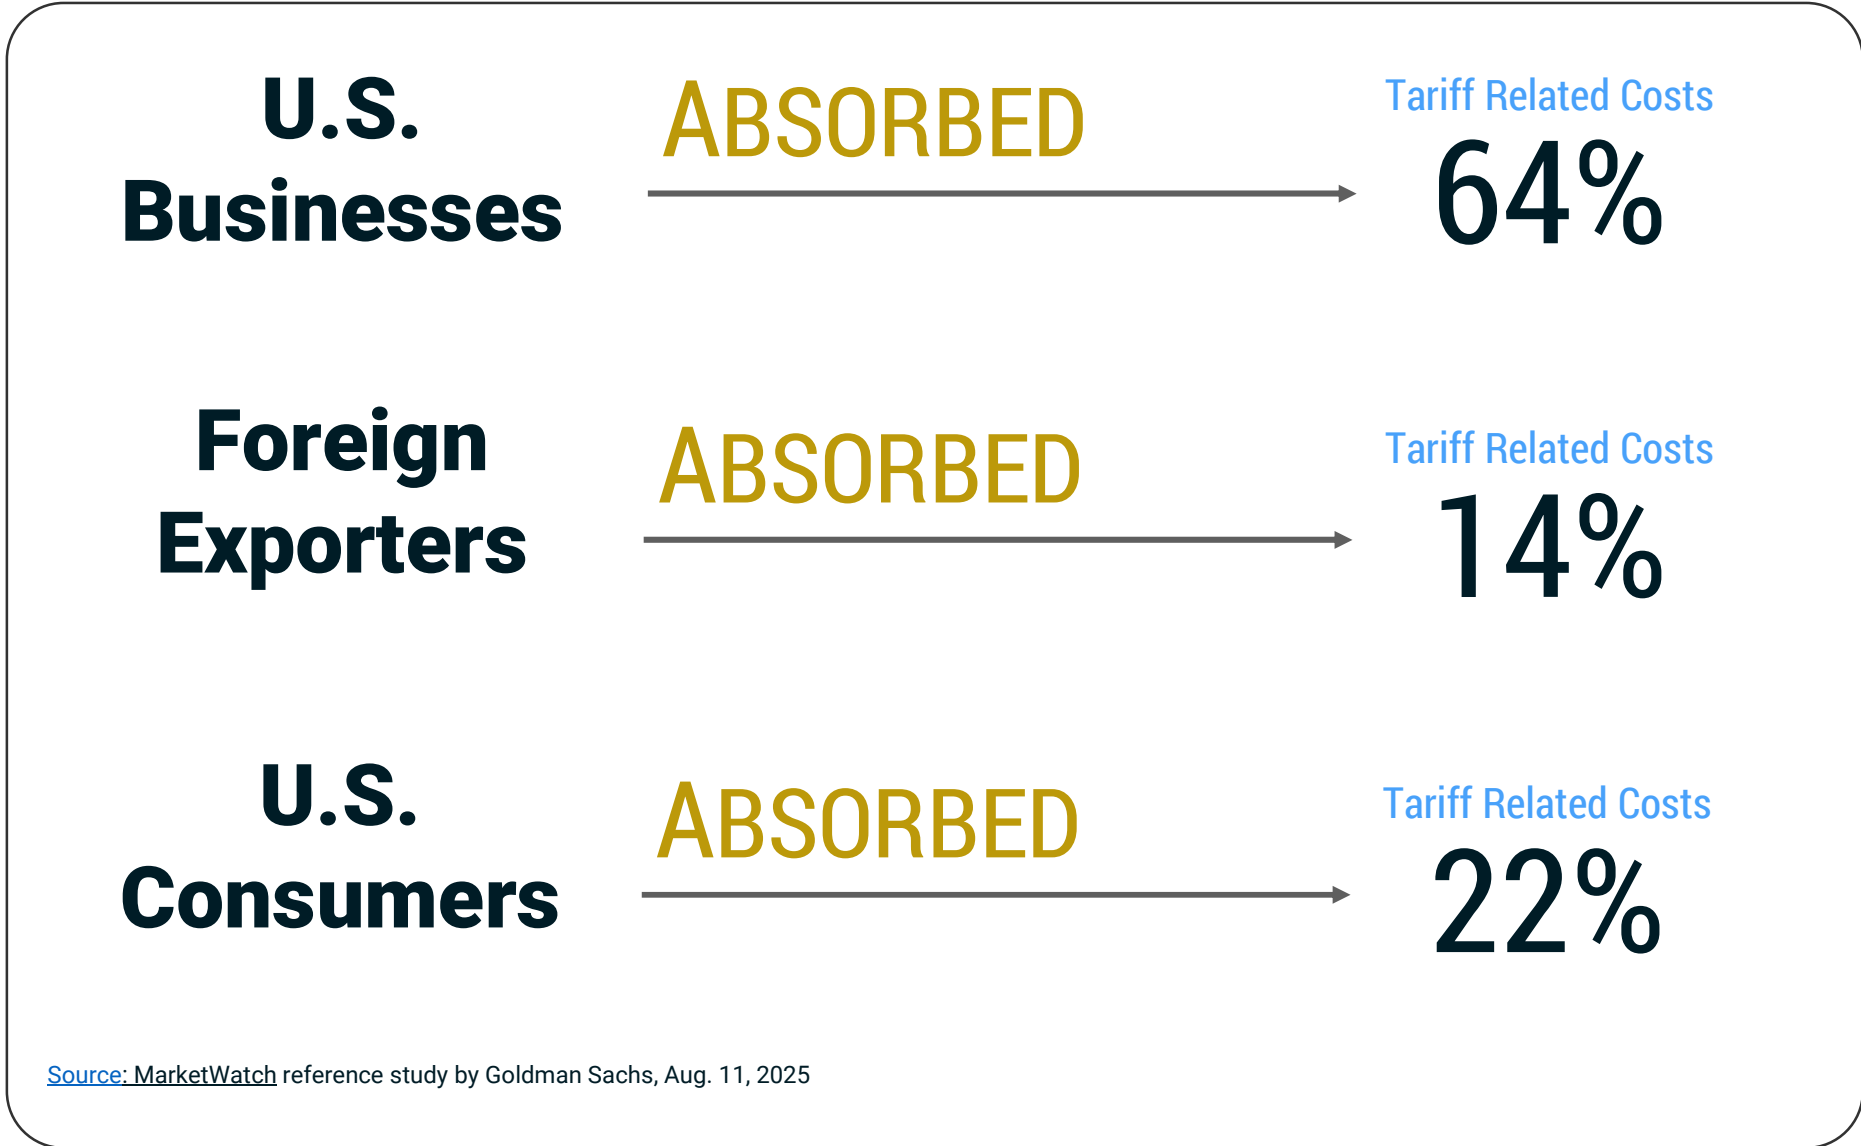 U.S.
Businesses
ABSORBED
Tariff Related Costs
64%
Foreign
Exporters
ABSORBED
Tariff Related Costs
14%
U.S.
Consumers
ABSORBED
Tariff Related Costs
22%
Source: MarketWatch reference study by Goldman Sachs, Aug. 11, 2025